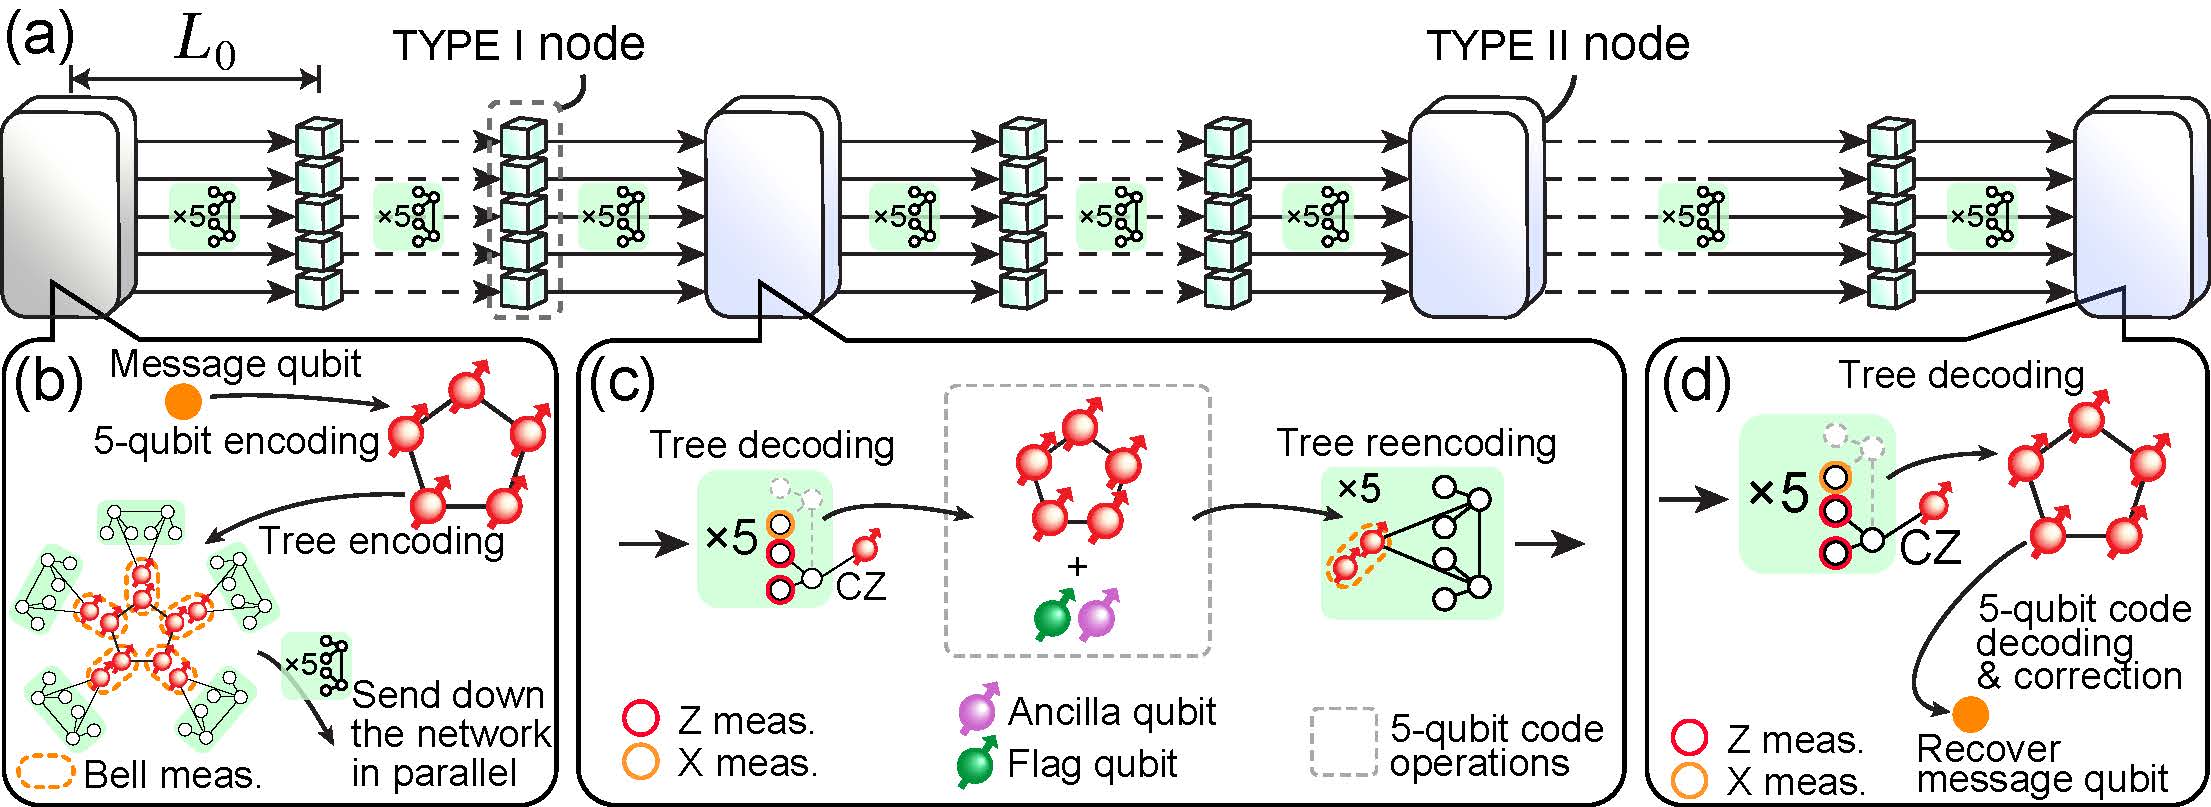 (a)
L0
TYPE I node
TYPE II node
×5
×5
×5
×5
×5
×5
×5
×5
(b)
Message qubit
5-qubit encoding
Tree encoding
×5
Send down
the network
in parallel
Bell meas.
(c)
Tree decoding
×5
CZ
+
Tree reencoding
×5
Z meas.
X meas.
Ancilla qubit
Flag qubit
5-qubit code
operations
(d)
Tree decoding
×5
CZ
5-qubit code
decoding
& correction
Z meas.
X meas.
Recover
message qubit